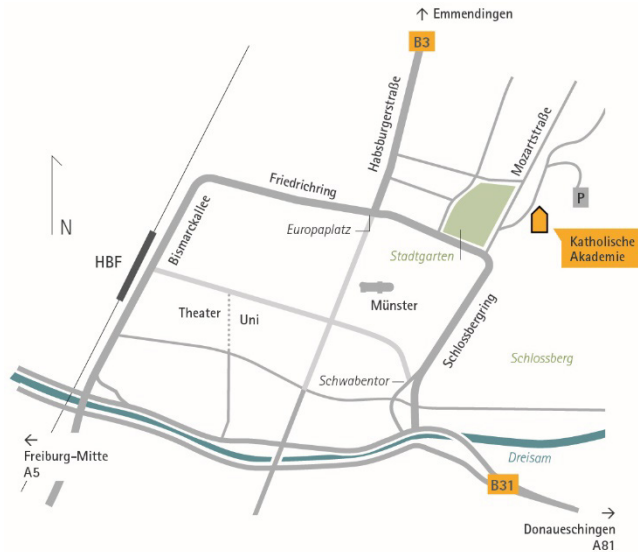 ↑ Emmendingen
B3
Habsburgerstraße
Mozartstraße
Friedrichring
P
N
Europaplatz
Bismarckallee
Stadtgarten
Katholische
Akademie
HBF
Münster
Theater
Uni
Schlossbergring
Schlossberg
Schwabentor
←
Freiburg-Mitte
A5
Dreisam
B31
→
Donaueschingen
A81